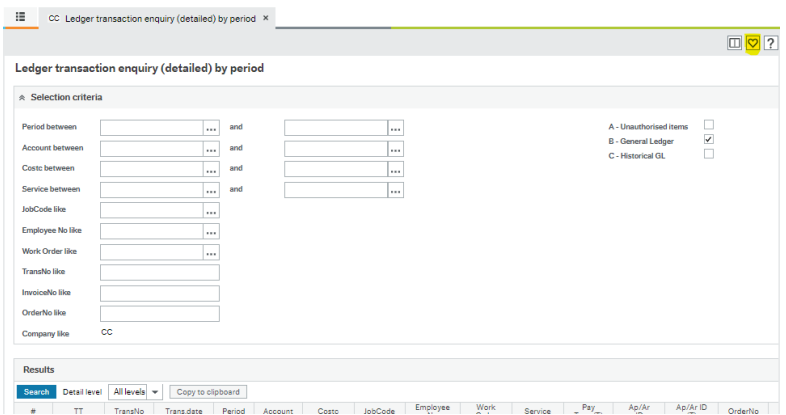 CC Ledger transaction enquiry (detailed) by period ×
?
Ledger transaction enquiry (detailed) by period
Selection criteria
Period between ... and ... A - Unauthorised items
Account between ... and ... B - General Ledger
Costc between ... and ... C - Historical GL
Service between ... and ...
JobCode like ...
Employee No like ...
Work Order like ...
TransNo like
InvoiceNo like
OrderNo like
Company like CC
Results
Search Detail level All levels Copy to clipboard
# TT TransNo Trans.date Period Account Costc JobCode Employee Work Service Pay Ap/Ar Ap/Ar ID OrderNo